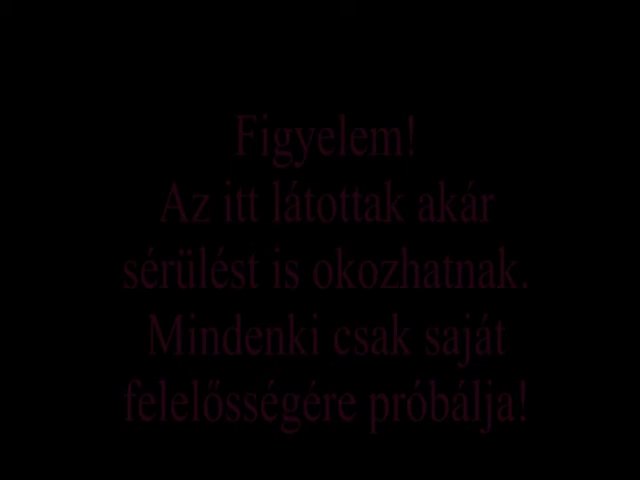 Figyelem!
Az itt látottak akár
sérülést is okozhatnak.
Mindenki csak saját
felelősségére próbálja!